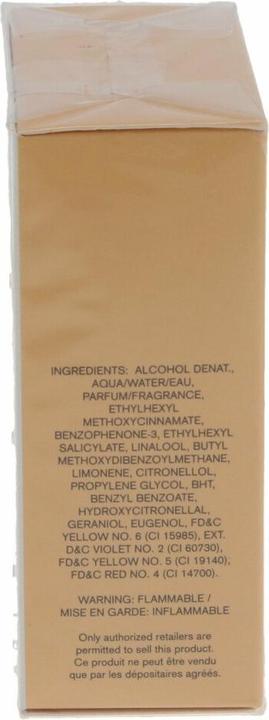 INGREDIENTS: ALCOHOL DENAT.,
AQUA/WATER/EAU,
PARFUM/FRAGRANCE,
ETHYLHEXYL
METHOXYCINNAMATE,
BENZOPHENONE-3, ETHYLHEXYL
SALICYLATE, LINALOOL, BUTYL
METHOXYDIBENZOYLMETHANE,
LIMONENE, CITRONELLOL,
PROPYLENE GLYCOL, BHT,
BENZYL BENZOATE,
HYDROXYCITRONELLAL,
GERANIOL, EUGENOL, FD&C
YELLOW NO. 6 (CI 15985), EXT.
D&C VIOLET NO. 2 (CI 60730),
FD&C YELLOW NO. 5 (CI 19140);
FD&C RED NO. 4 (CI 14700).
WARNING: FLAMMABLE /
MISE EN GARDE: INFLAMMABLE
Only authorized retailers are
permitted to sell this product.
Ce produit ne peut être vendu
que par les dépositaires agréés.